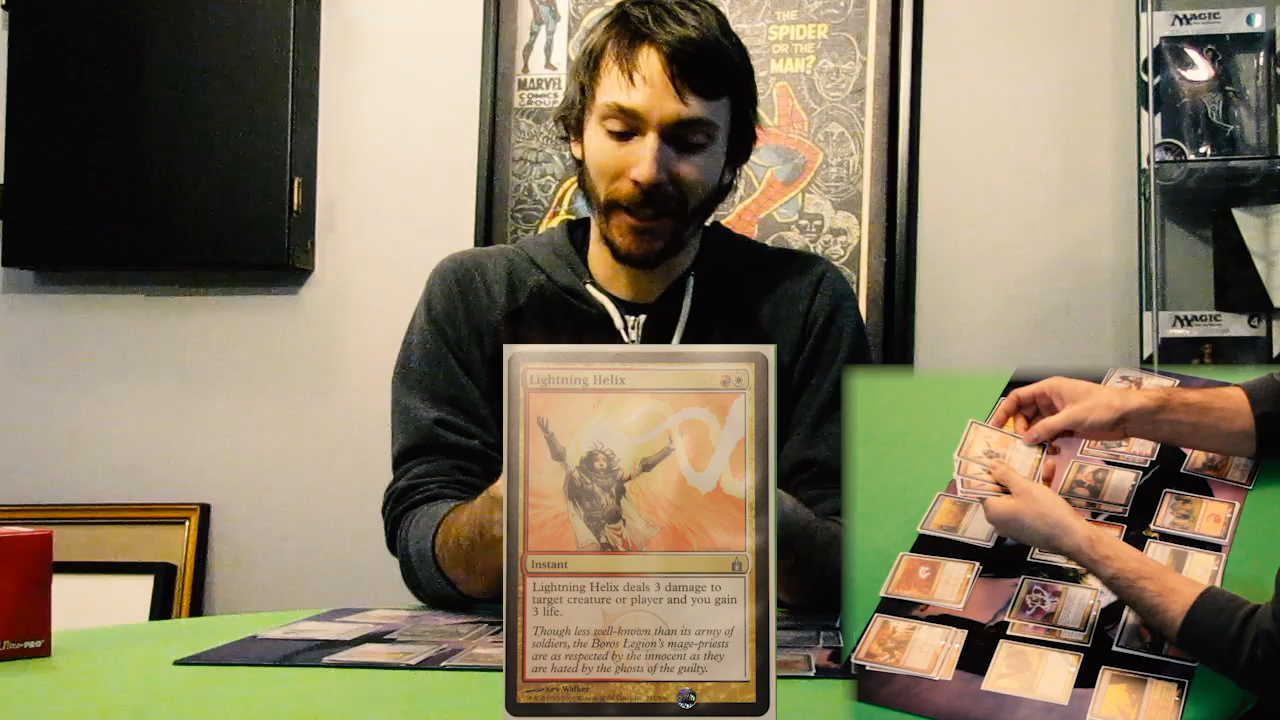 THE
SPIDER
OR THE
MAN?
MARVEL
COMICS
GROUP
MAGIC
MAGIC
Lightning Helix
Instant
Lightning Helix deals 3 damage to
target creature or player and you gain
3 life.
Though less well-known than its army of
soldiers, the Boros Legion's mage-priests
are as respected by the innocent as they
are hated by the ghosts of the guilty.
Kev Walker
Ultra•PRO